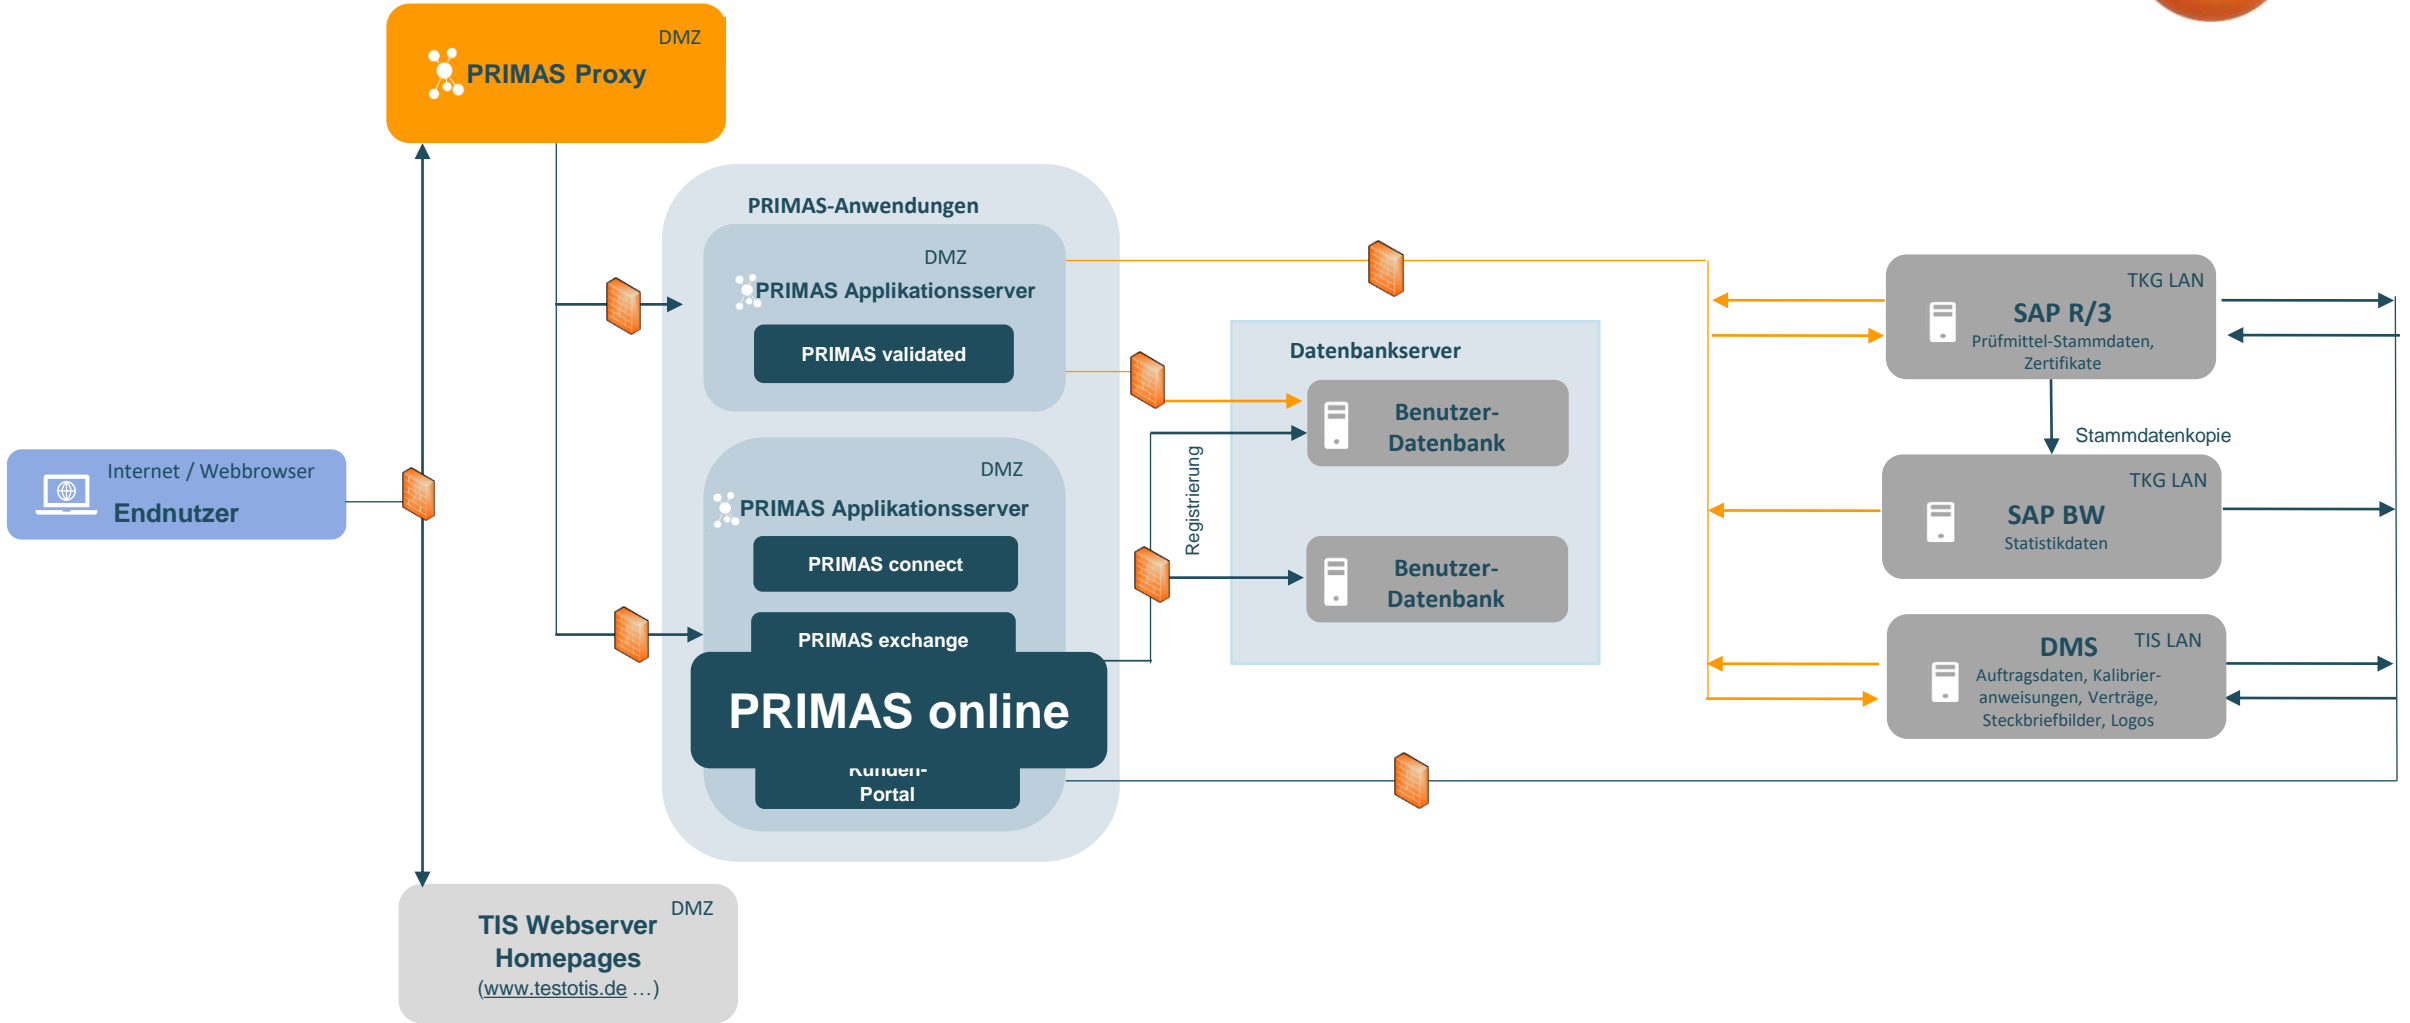 DMZ
PRIMAS Proxy
PRIMAS-Anwendungen
DMZ
PRIMAS Applikationsserver
PRIMAS validated
DMZ
PRIMAS Applikationsserver
PRIMAS connect
PRIMAS exchange
PRIMAS online
Kunden-
Portal
Internet / Webbrowser
Endnutzer
DMZ
TIS Webserver
Homepages
(www.testotis.de ...)
Registrierung
Datenbankserver
Benutzer-
Datenbank
Benutzer-
Datenbank
TKG LAN
SAP R/3
Prüfmittel-Stammdaten,
Zertifikate
Stammdatenkopie
TKG LAN
SAP BW
Statistikdaten
DMS TIS LAN
Auftragsdaten, Kalibrier-
anweisungen, Verträge,
Steckbriefbilder, Logos